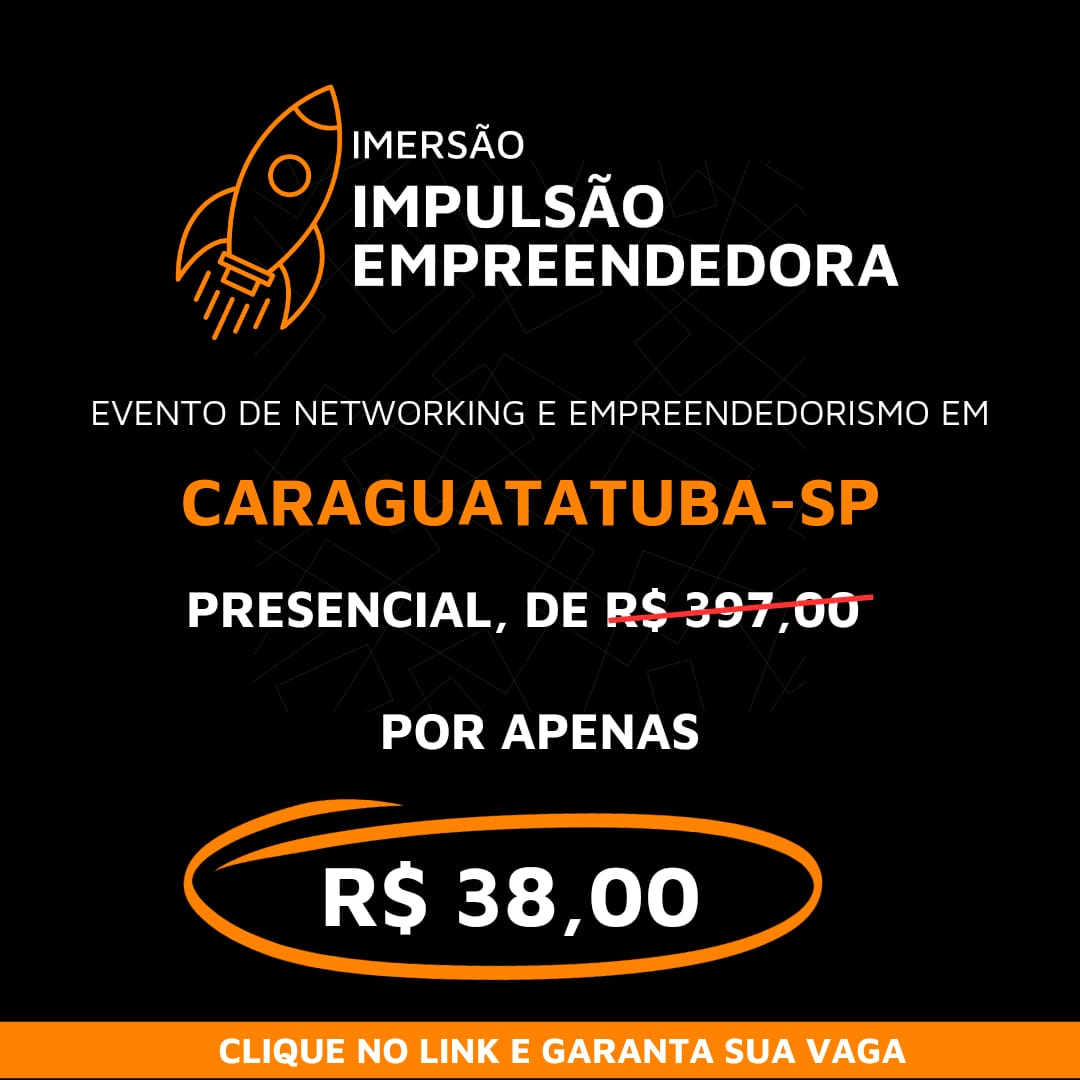 IMERSÃO
IMPULSÃO
EMPREENDEDORA
EVENTO DE NETWORKING E EMPREENDEDORISMO EM
CARAGUATATUBA-SP
PRESENCIAL, DE R$ 397,00
POR APENAS
R$ 38,00
CLIQUE NO LINK E GARANTA SUA VAGA